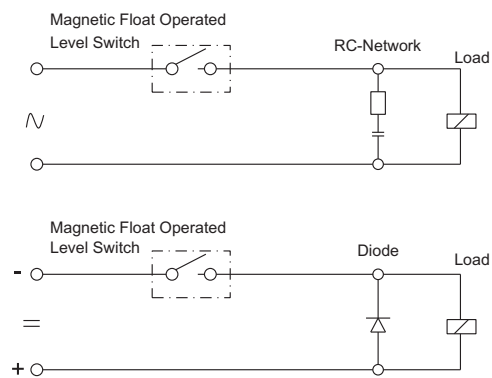 Magnetic Float Operated
Level Switch
RC-Network
Load
Magnetic Float Operated
Level Switch
Diode
Load
-
=
+